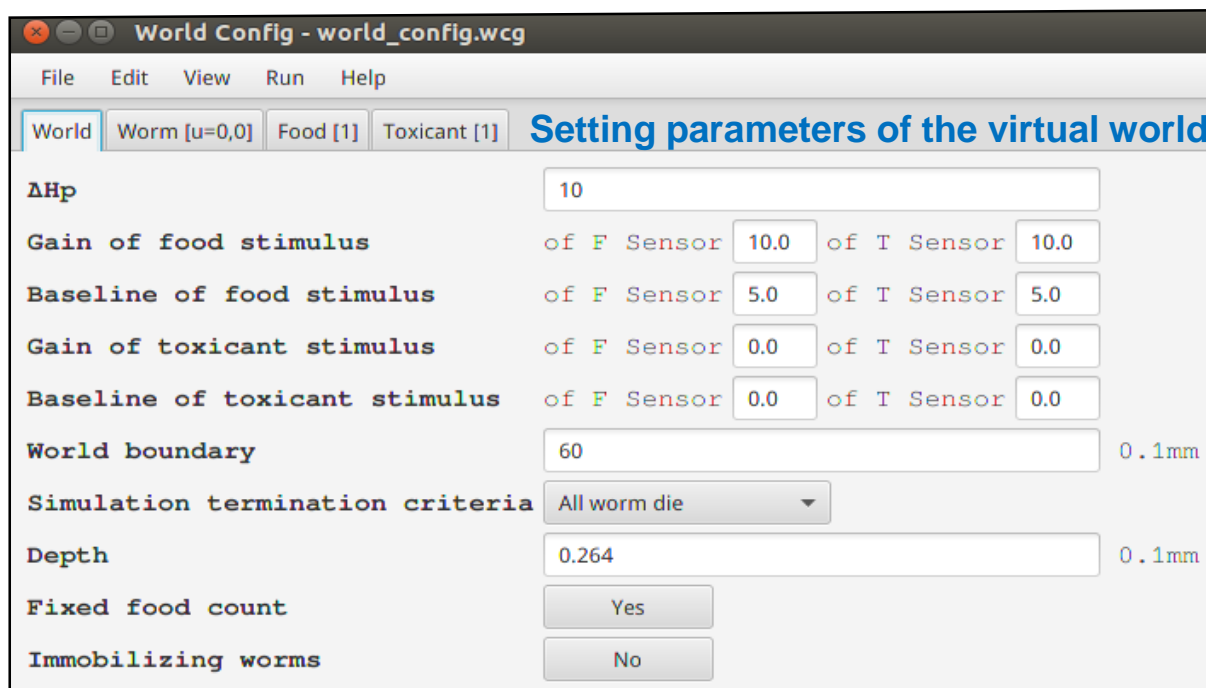 World Config - world_config.wcg
File Edit View Run Help
World Worm [u=0,0] Food [1] Toxicant [1] Setting parameters of the virtual world
ΔHp 10
Gain of food stimulus of F Sensor 10.0 of T Sensor 10.0
Baseline of food stimulus of F Sensor 5.0 of T Sensor 5.0
Gain of toxicant stimulus of F Sensor 0.0 of T Sensor 0.0
Baseline of toxicant stimulus of F Sensor 0.0 of T Sensor 0.0
World boundary 60 0.1mm
Simulation termination criteria All worm die
Depth 0.264 0.1mm
Fixed food count Yes
Immobilizing worms No